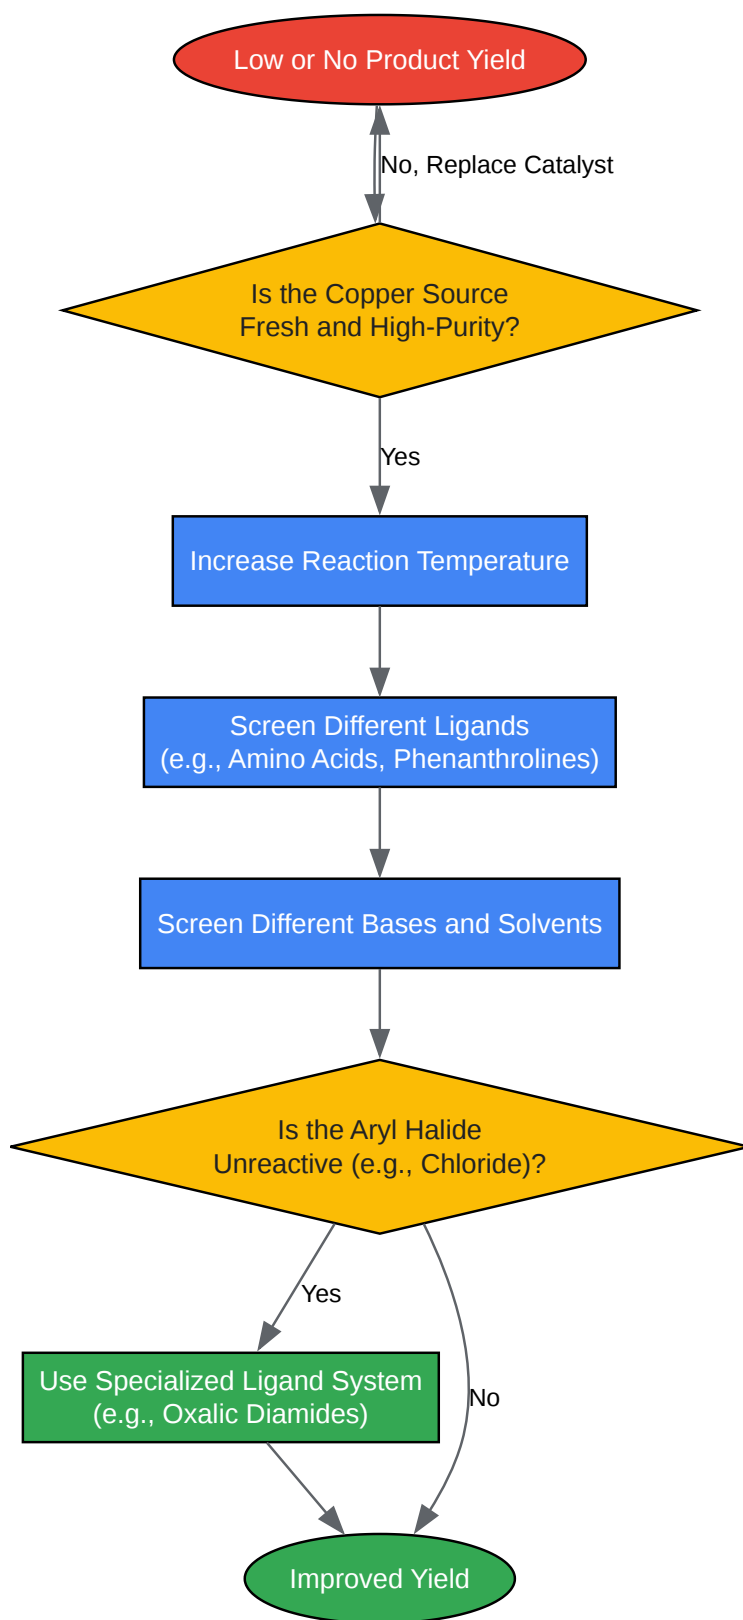 Low or No Product Yield
No, Replace Catalyst
Is the Copper Source
Fresh and High-Purity?
Yes
Increase Reaction Temperature
Screen Different Ligands
(e.g., Amino Acids, Phenanthrolines)
Screen Different Bases and Solvents
Is the Aryl Halide
Unreactive (e.g., Chloride)?
Yes
Use Specialized Ligand System
(e.g., Oxalic Diamides)
No
Improved Yield